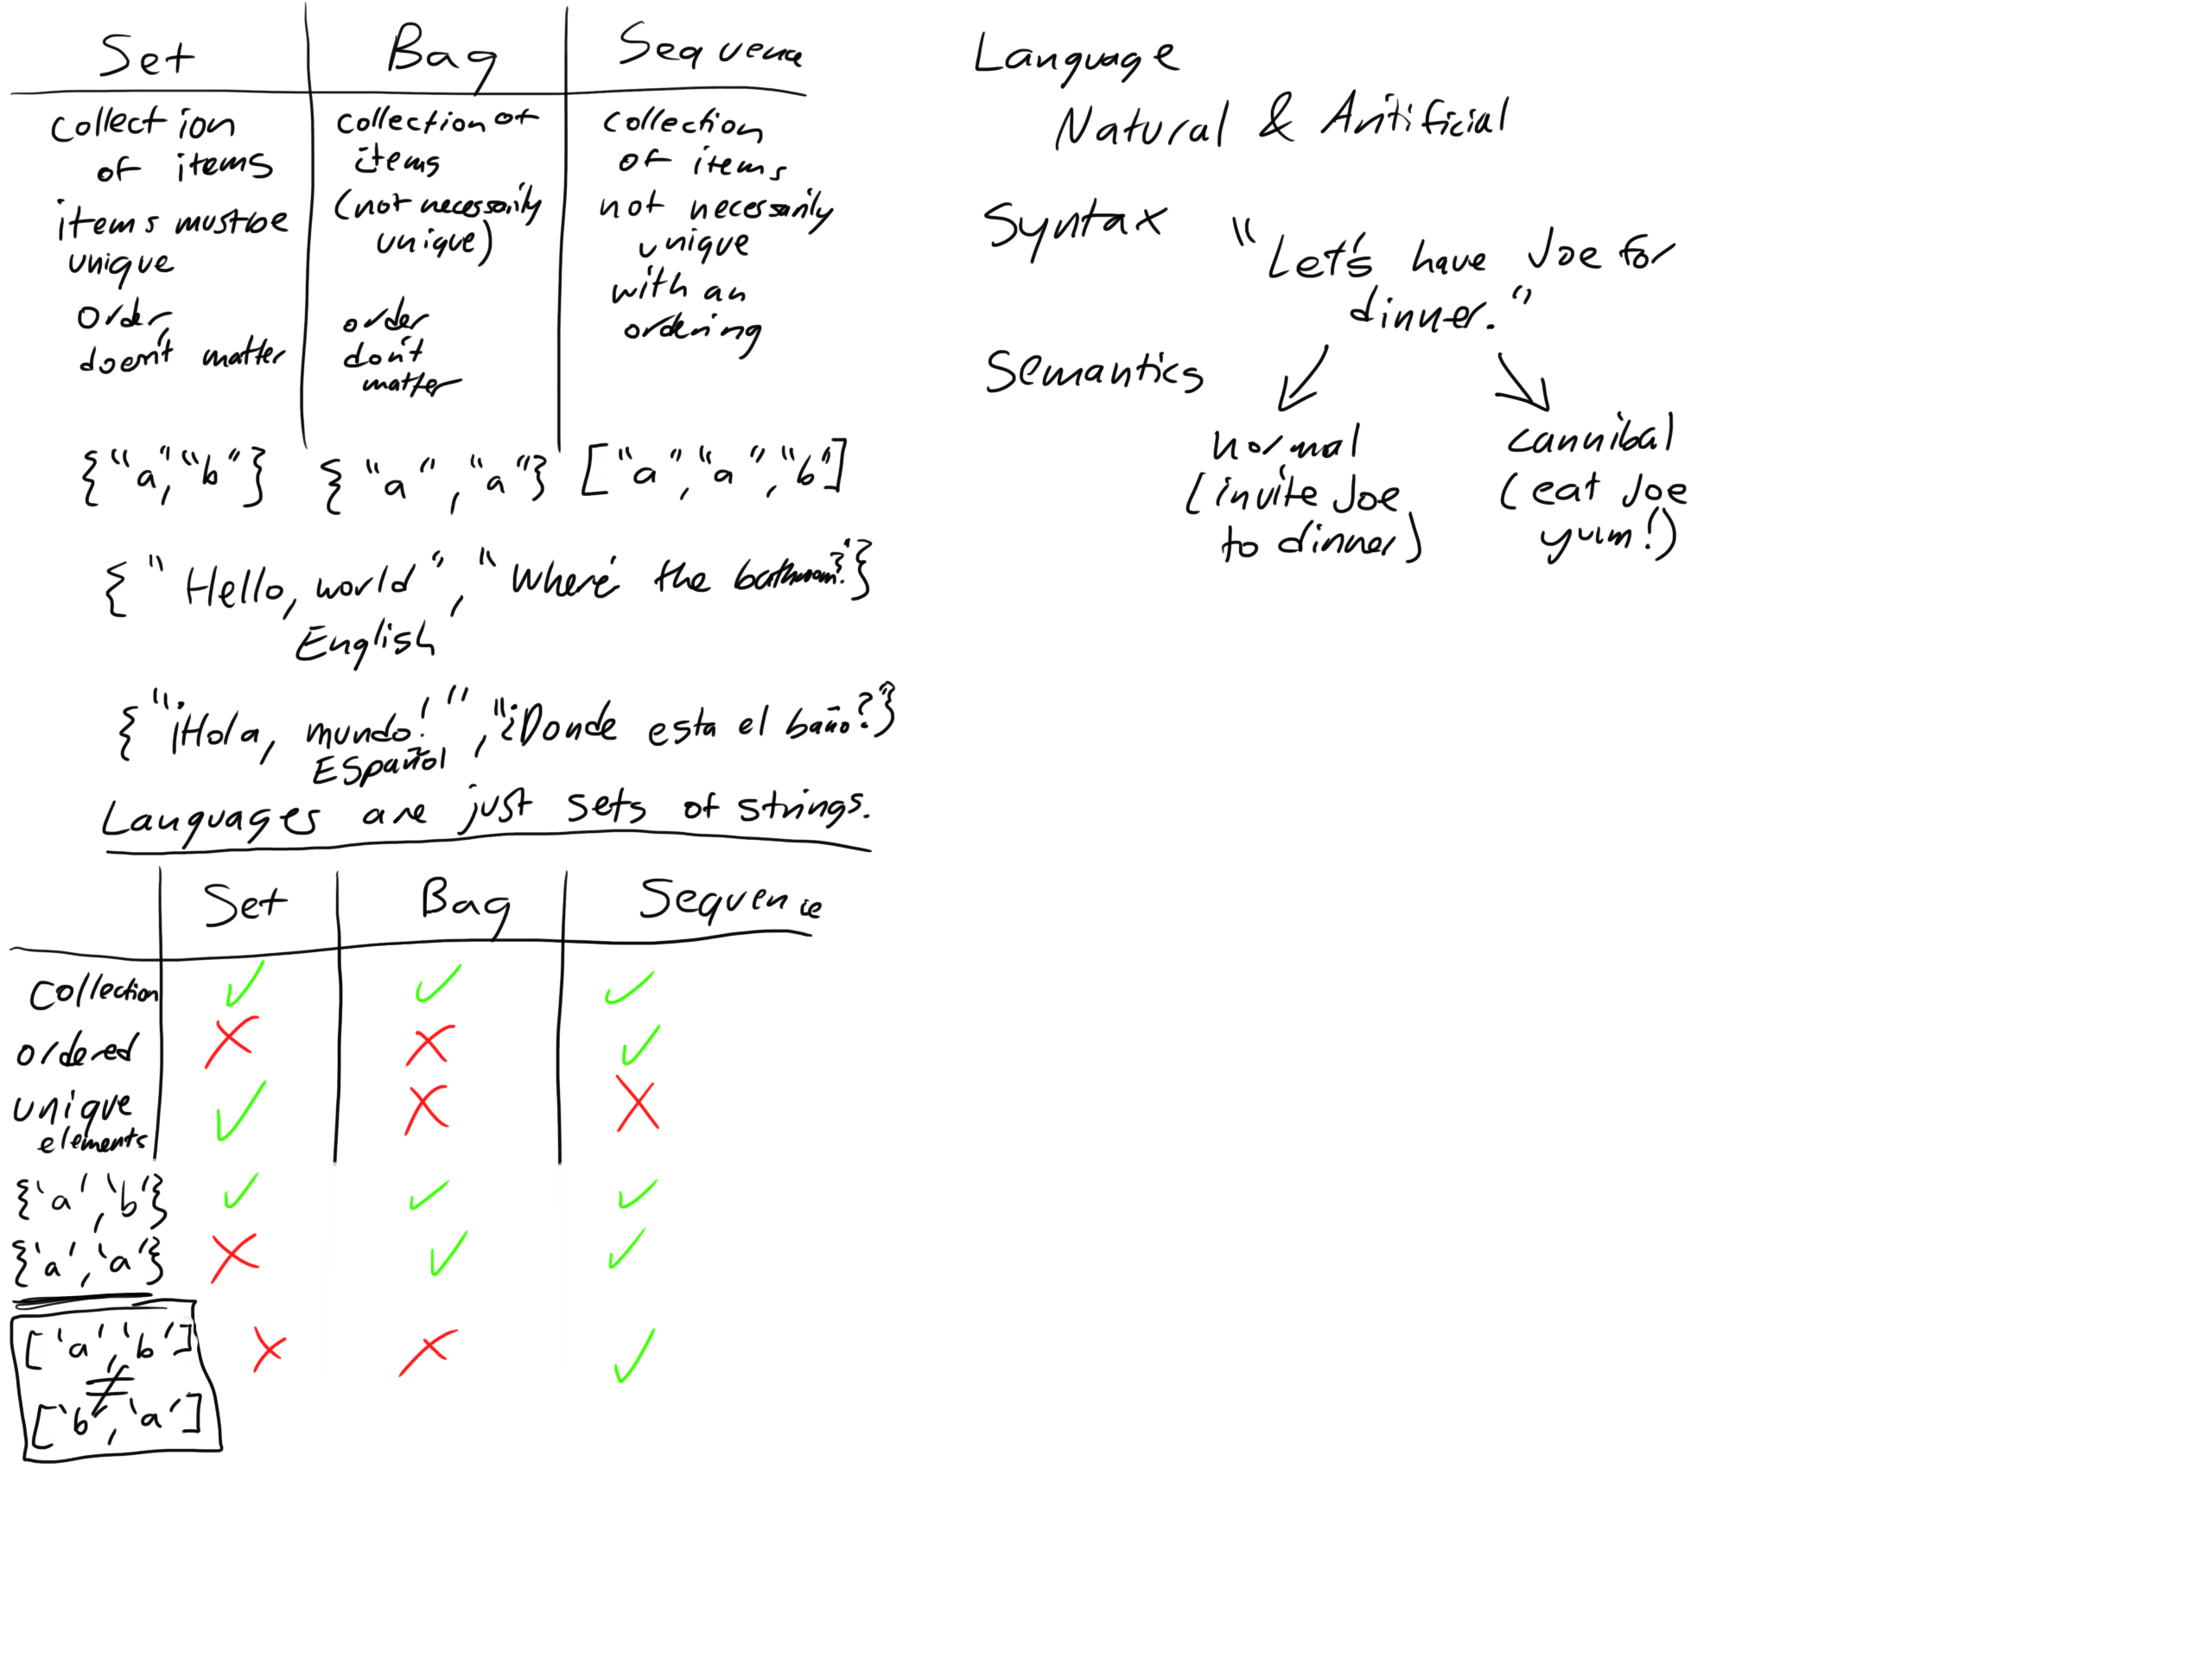 Set Bag Sequence
collection
of items
items must be
unique
order
doesn't matter
collection of
items
(not necessarily
unique)
order
don't
matter
collection
of items
not necessarily
unique
with an
ordering
{"a","b"} {"a","a"} ["a","a","b"]
{"Hello, world", "Where's the bathroom?"}
English
{"¡Hola, mundo!","¿Donde esta el baño?"}
Español
Languages are just sets of strings.
Set Bag Sequence
Collection ✓ ✓ ✓
ordered ✗ ✗ ✓
unique
elements ✓ ✗ ✗
{'a','b'} ✓ ✓ ✓
{'a','a'} ✗ ✓ ✓
['a','b']
≠ ✗ ✗ ✓
['b','a']
Language
Natural & Artificial
Syntax "Let's have Joe for
dinner."
Semantics
normal
(invite Joe
to dinner)
cannibal
(eat Joe
yum!)